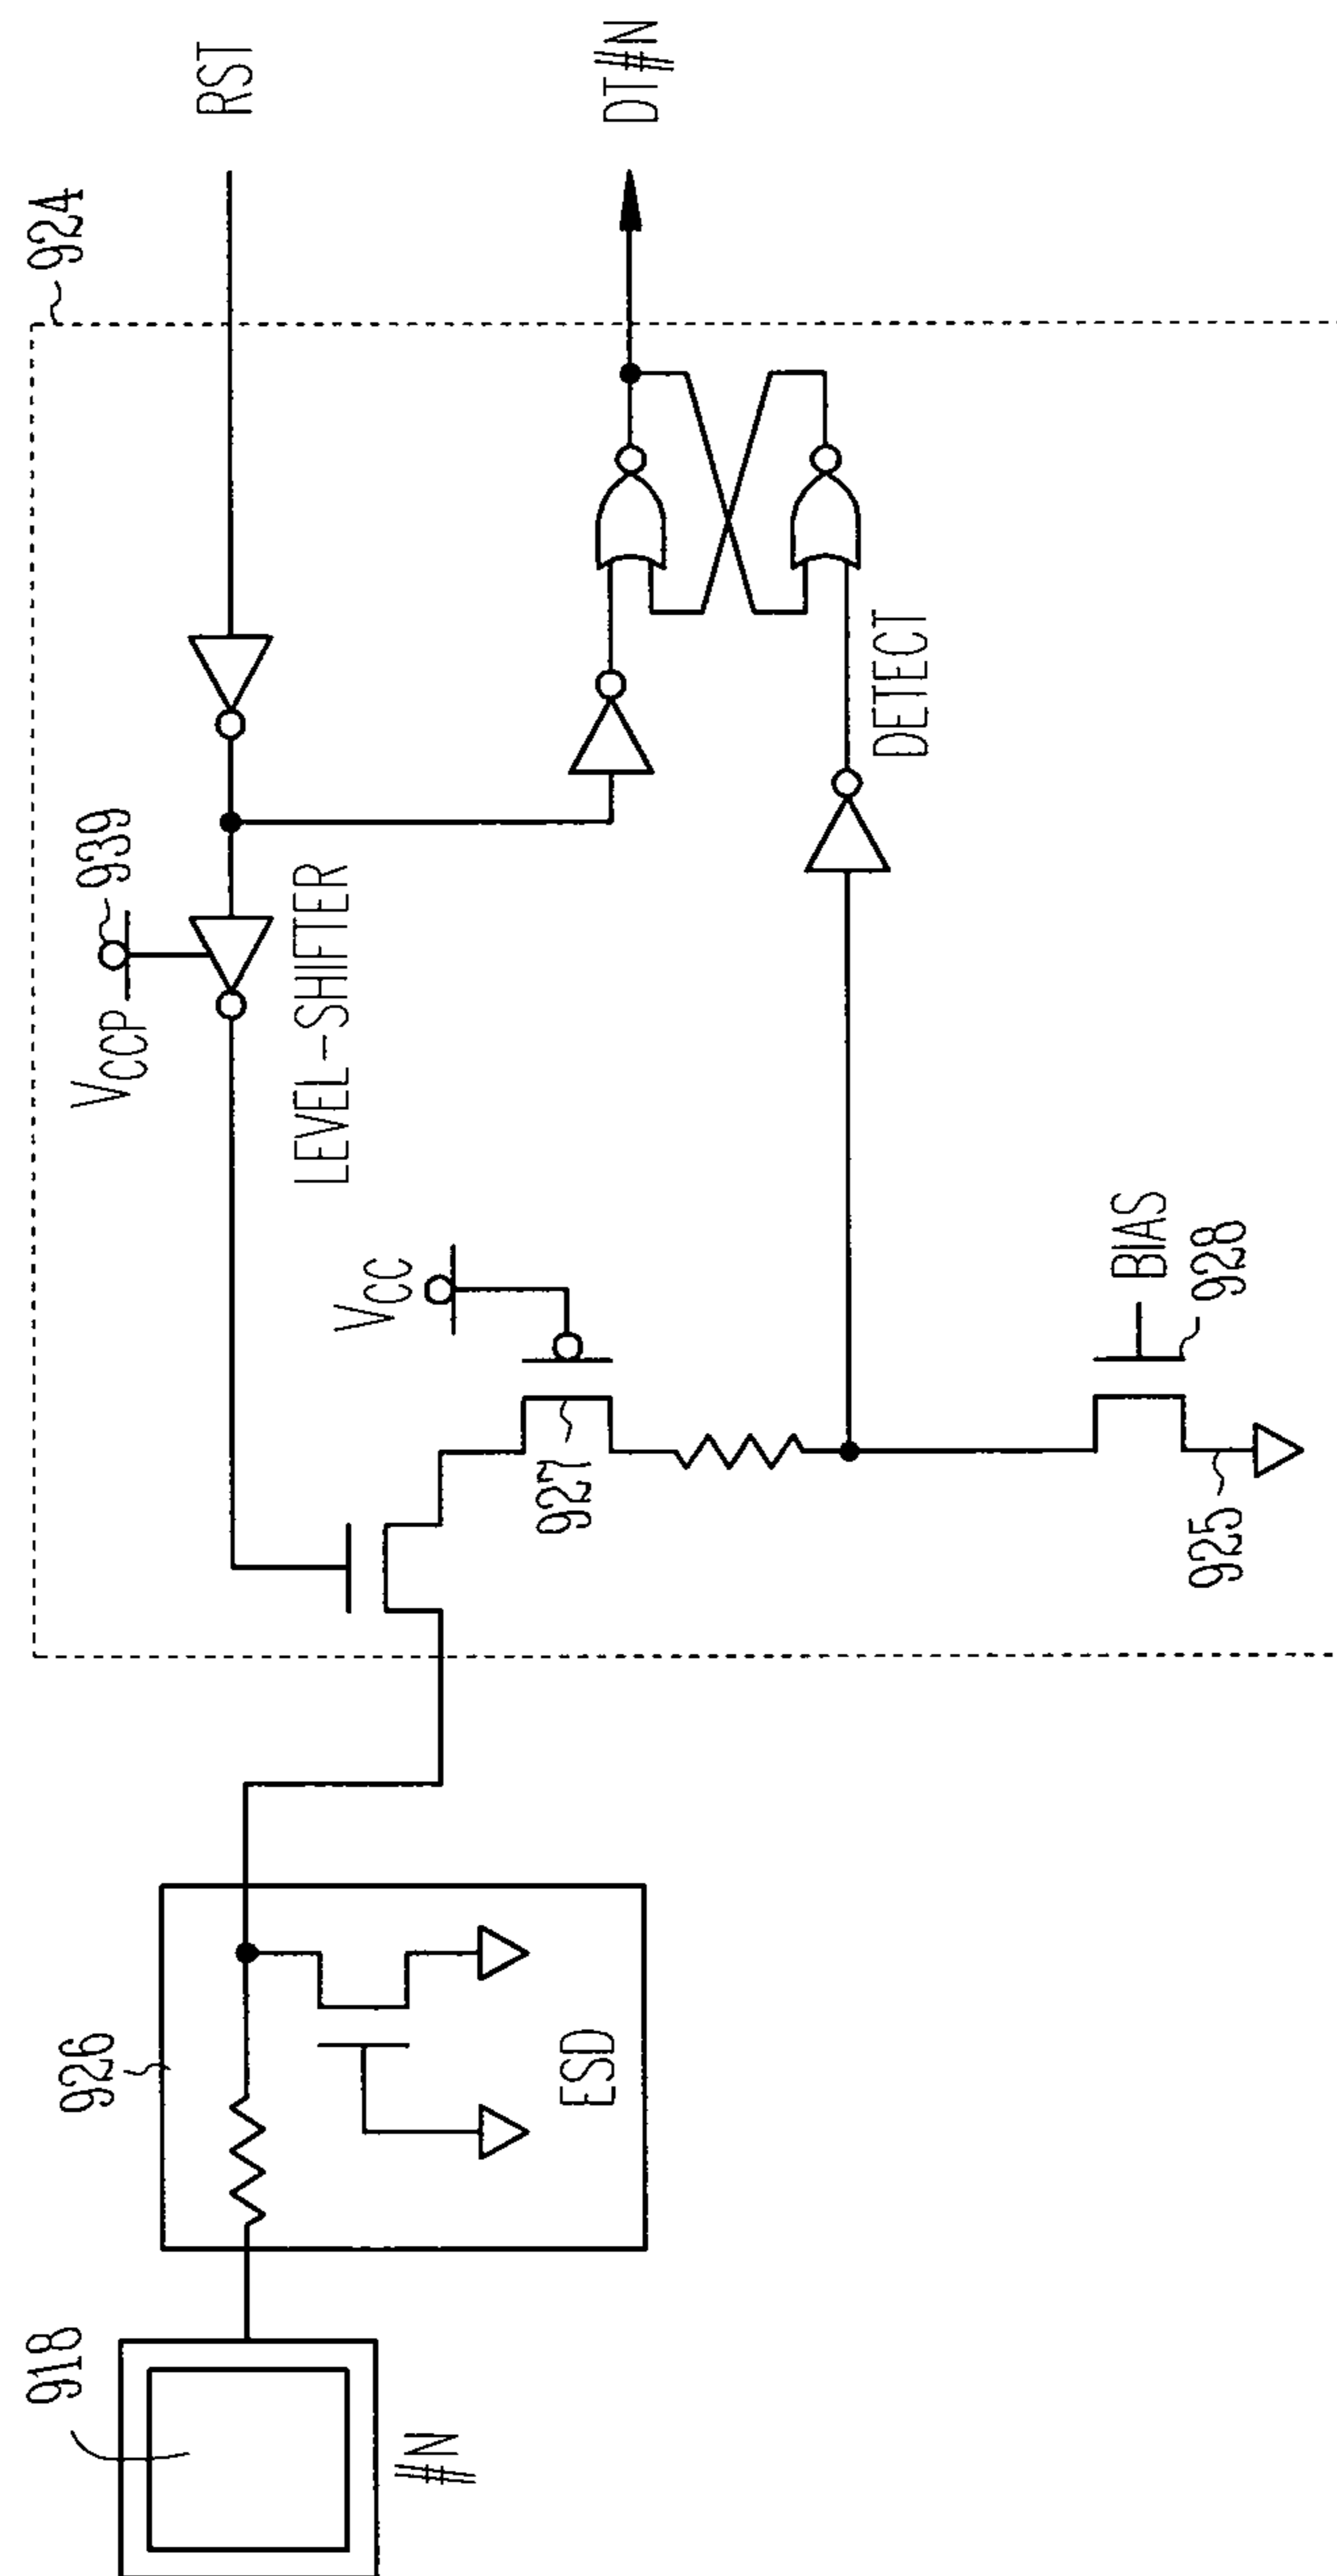 918
#N
926
ESD
924
RST
939
VCCP
LEVEL-SHIFTER
DT#N
VCC
927
DETECT
BIAS
928
925